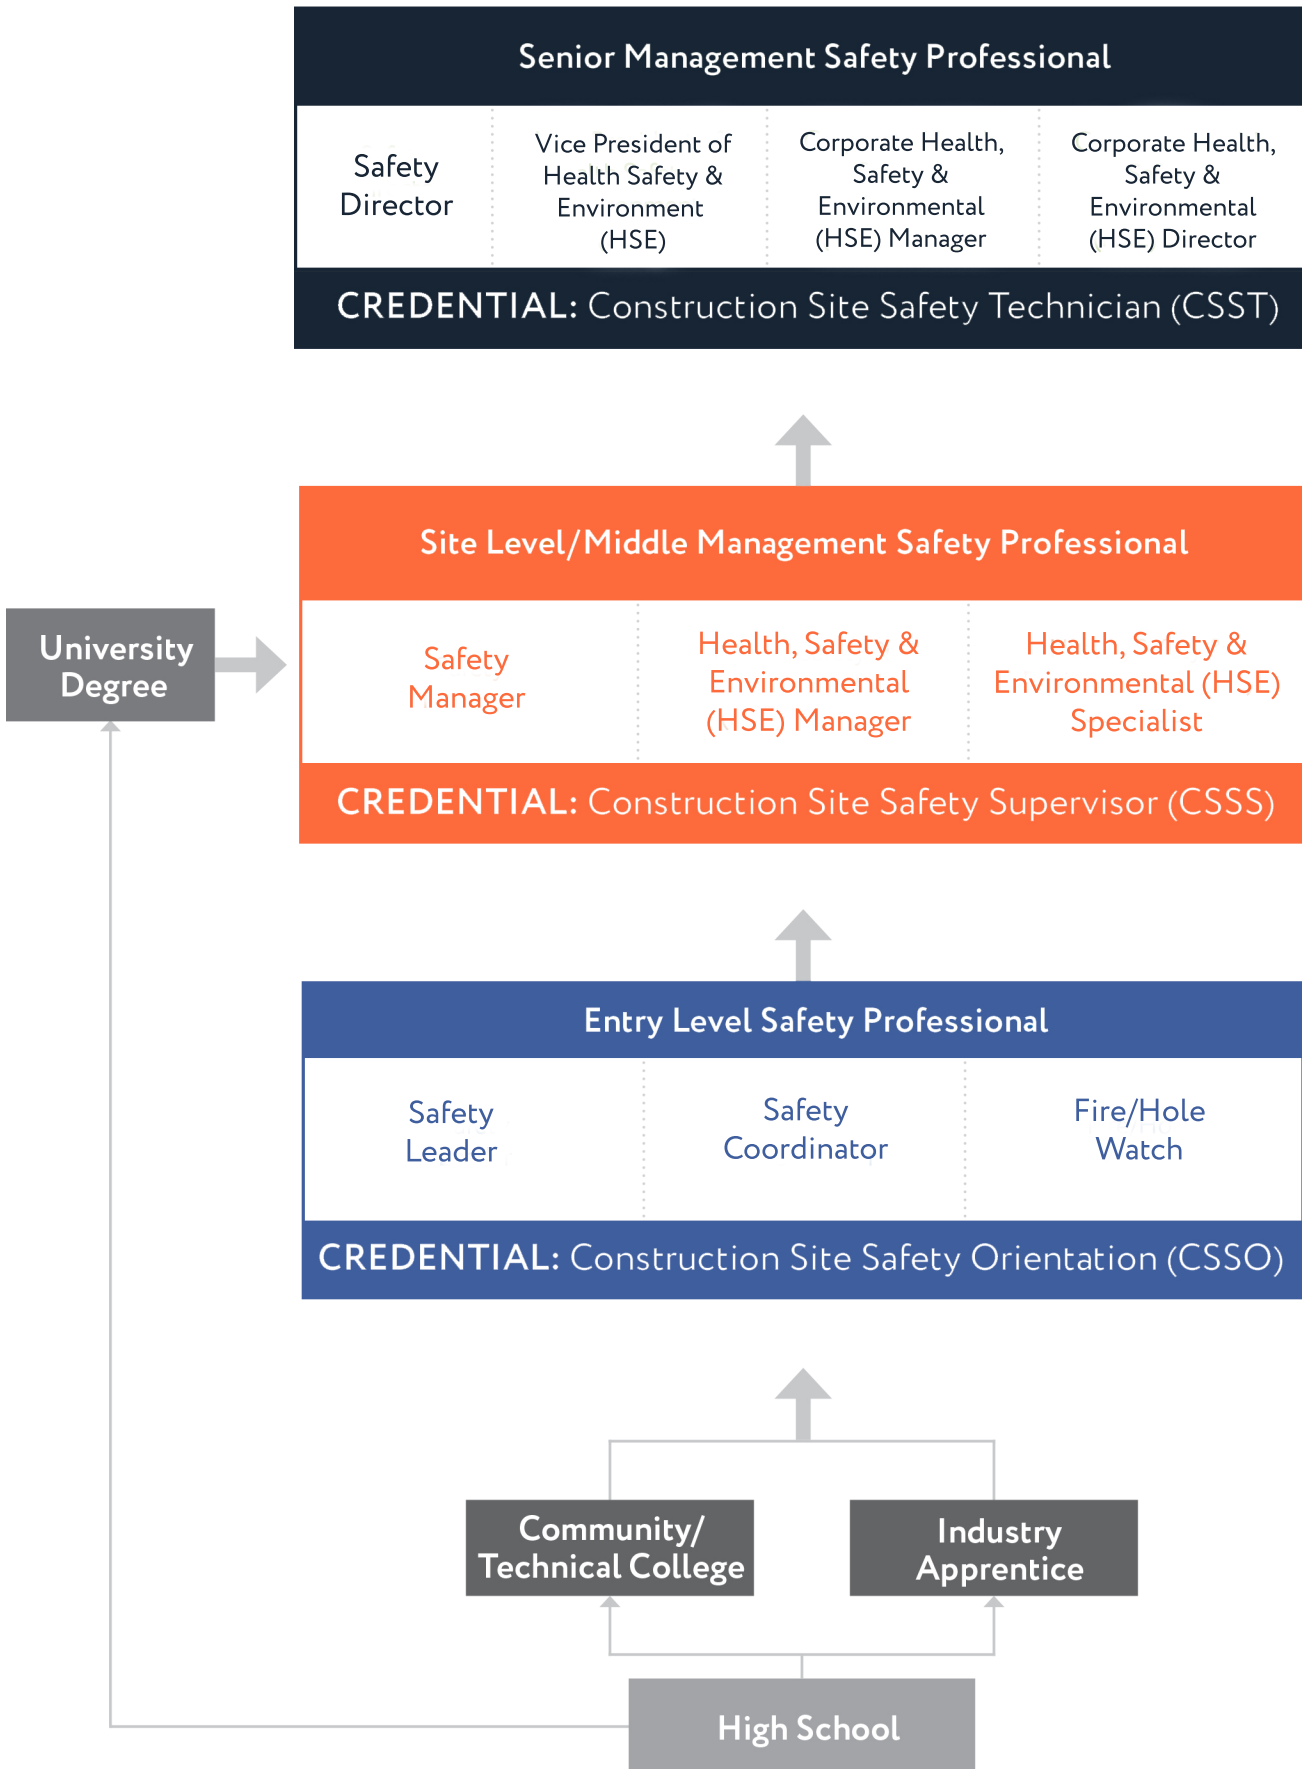 Senior Management Safety Professional
Safety
Director
Vice President of
Health Safety &
Environment
(HSE)
Corporate Health,
Safety &
Environmental
(HSE) Manager
Corporate Health,
Safety &
Environmental
(HSE) Director
CREDENTIAL: Construction Site Safety Technician (CSST)
Site Level/Middle Management Safety Professional
University
Degree
Safety
Manager
Health, Safety &
Environmental
(HSE) Manager
Health, Safety &
Environmental (HSE)
Specialist
CREDENTIAL: Construction Site Safety Supervisor (CSSS)
Entry Level Safety Professional
Safety
Leader
Safety
Coordinator
Fire/Hole
Watch
CREDENTIAL: Construction Site Safety Orientation (CSSO)
Community/
Technical College
Industry
Apprentice
High School